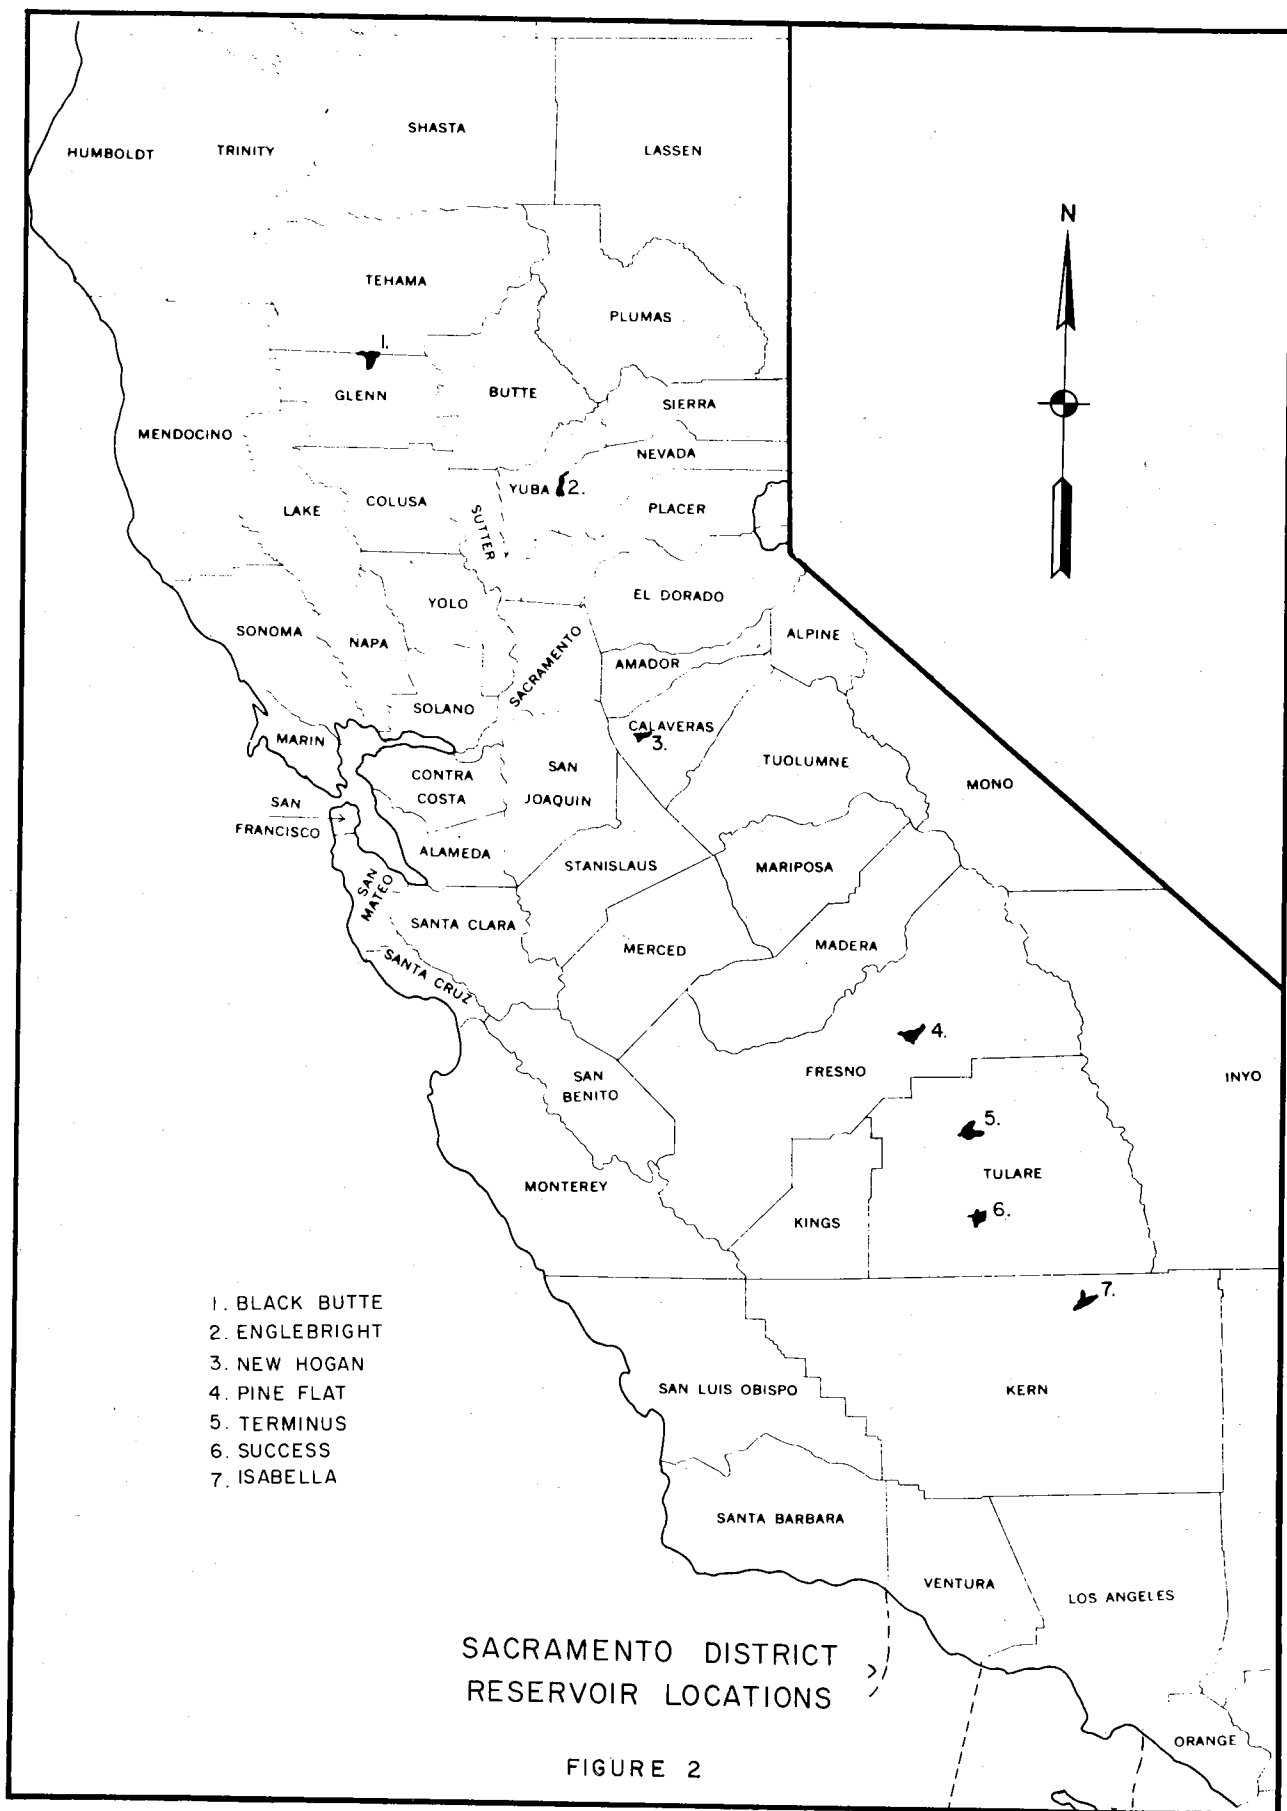 N
HUMBOLDT
TRINITY
SHASTA
LASSEN
TEHAMA
PLUMAS
1.
GLENN
BUTTE
SIERRA
MENDOCINO
NEVADA
YUBA
2.
LAKE
COLUSA
SUTTER
PLACER
YOLO
EL DORADO
SONOMA
NAPA
SACRAMENTO
ALPINE
AMADOR
SOLANO
CALAVERAS
3.
MARIN
TUOLUMNE
CONTRA
COSTA
SAN
JOAQUIN
MONO
SAN
FRANCISCO
ALAMEDA
STANISLAUS
MARIPOSA
SAN
MATEO
SANTA CLARA
MERCED
MADERA
SANTA CRUZ
4.
FRESNO
SAN
BENITO
INYO
5.
TULARE
MONTEREY
KINGS
6.
7.
1. BLACK BUTTE
2. ENGLEBRIGHT
3. NEW HOGAN
4. PINE FLAT
5. TERMINUS
6. SUCCESS
7. ISABELLA
SAN LUIS OBISPO
KERN
SANTA BARBARA
VENTURA
LOS ANGELES
ORANGE
SACRAMENTO DISTRICT
RESERVOIR LOCATIONS
FIGURE 2